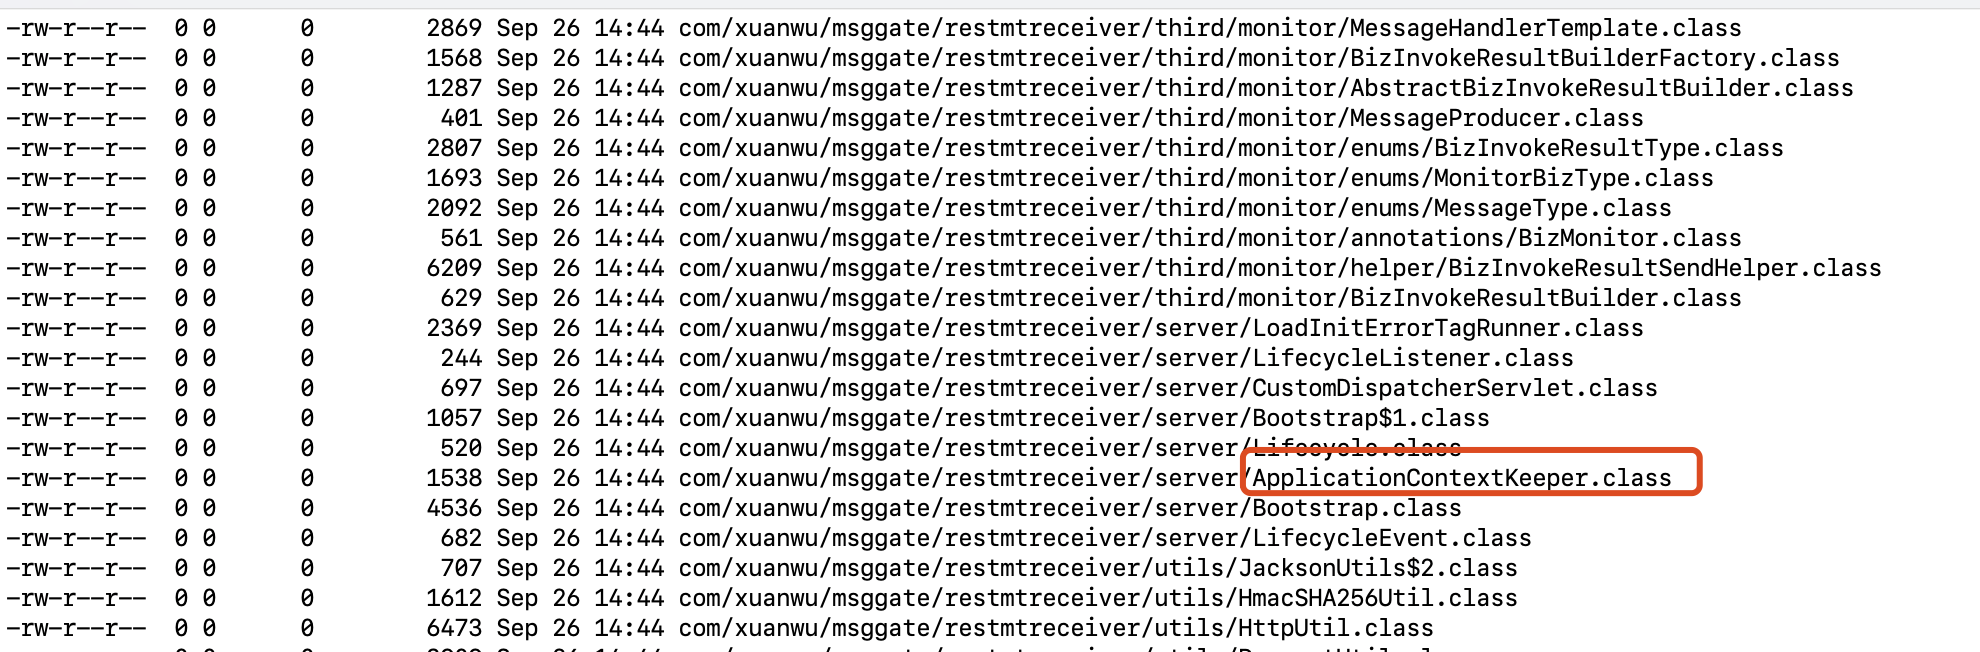 -rw-r--r--  0 0      0        2869 Sep 26 14:44 com/xuanwu/msggate/restmtreceiver/third/monitor/MessageHandlerTemplate.class
-rw-r--r--  0 0      0        1568 Sep 26 14:44 com/xuanwu/msggate/restmtreceiver/third/monitor/BizInvokeResultBuilderFactory.class
-rw-r--r--  0 0      0        1287 Sep 26 14:44 com/xuanwu/msggate/restmtreceiver/third/monitor/AbstractBizInvokeResultBuilder.class
-rw-r--r--  0 0      0         401 Sep 26 14:44 com/xuanwu/msggate/restmtreceiver/third/monitor/MessageProducer.class
-rw-r--r--  0 0      0        2807 Sep 26 14:44 com/xuanwu/msggate/restmtreceiver/third/monitor/enums/BizInvokeResultType.class
-rw-r--r--  0 0      0        1693 Sep 26 14:44 com/xuanwu/msggate/restmtreceiver/third/monitor/enums/MonitorBizType.class
-rw-r--r--  0 0      0        2092 Sep 26 14:44 com/xuanwu/msggate/restmtreceiver/third/monitor/enums/MessageType.class
-rw-r--r--  0 0      0         561 Sep 26 14:44 com/xuanwu/msggate/restmtreceiver/third/monitor/annotations/BizMonitor.class
-rw-r--r--  0 0      0        6209 Sep 26 14:44 com/xuanwu/msggate/restmtreceiver/third/monitor/helper/BizInvokeResultSendHelper.class
-rw-r--r--  0 0      0         629 Sep 26 14:44 com/xuanwu/msggate/restmtreceiver/third/monitor/BizInvokeResultBuilder.class
-rw-r--r--  0 0      0        2369 Sep 26 14:44 com/xuanwu/msggate/restmtreceiver/server/LoadInitErrorTagRunner.class
-rw-r--r--  0 0      0         244 Sep 26 14:44 com/xuanwu/msggate/restmtreceiver/server/LifecycleListener.class
-rw-r--r--  0 0      0         697 Sep 26 14:44 com/xuanwu/msggate/restmtreceiver/server/CustomDispatcherServlet.class
-rw-r--r--  0 0      0        1057 Sep 26 14:44 com/xuanwu/msggate/restmtreceiver/server/Bootstrap$1.class
-rw-r--r--  0 0      0         520 Sep 26 14:44 com/xuanwu/msggate/restmtreceiver/server/Lifecycle.class
-rw-r--r--  0 0      0        1538 Sep 26 14:44 com/xuanwu/msggate/restmtreceiver/server/ApplicationContextKeeper.class
-rw-r--r--  0 0      0        4536 Sep 26 14:44 com/xuanwu/msggate/restmtreceiver/server/Bootstrap.class
-rw-r--r--  0 0      0         682 Sep 26 14:44 com/xuanwu/msggate/restmtreceiver/server/LifecycleEvent.class
-rw-r--r--  0 0      0         707 Sep 26 14:44 com/xuanwu/msggate/restmtreceiver/utils/JacksonUtils$2.class
-rw-r--r--  0 0      0        1612 Sep 26 14:44 com/xuanwu/msggate/restmtreceiver/utils/HmacSHA256Util.class
-rw-r--r--  0 0      0        6473 Sep 26 14:44 com/xuanwu/msggate/restmtreceiver/utils/HttpUtil.class